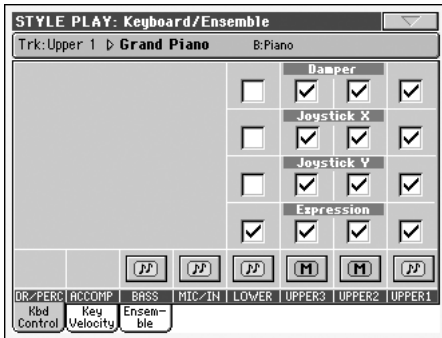 STYLE PLAY: Keyboard/Ensemble
Trk:Upper 1 ▷ Grand Piano B:Piano
Damper
Joystick X
Joystick Y
Expression
M M
DR/PERC ACCOMP BASS MIC/IN LOWER UPPER3 UPPER2 UPPER1
Kbd Control Key Velocity Ensem-ble